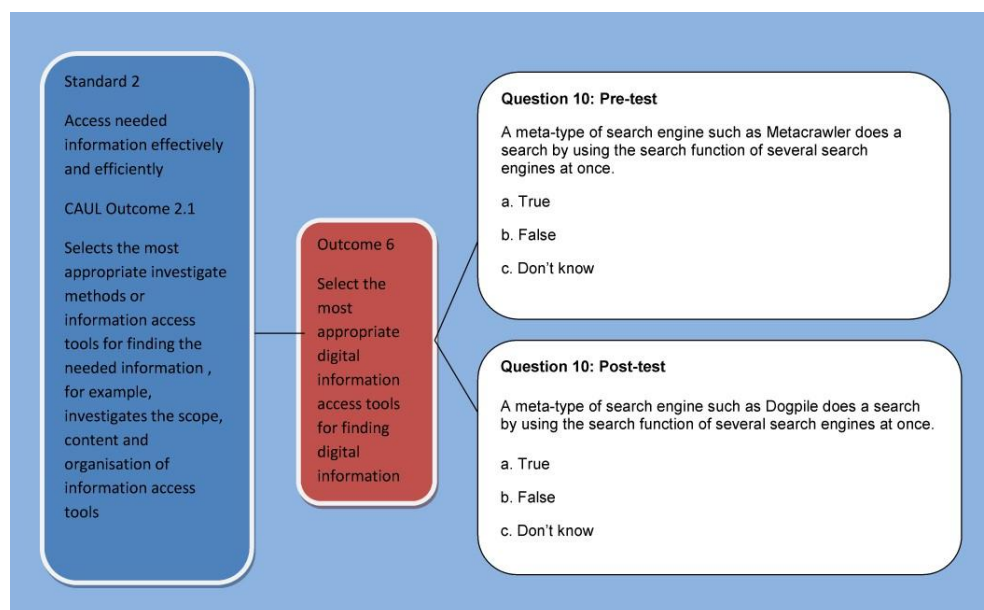 Standard 2
Access needed
information effectively
and efficiently
CAUL Outcome 2.1
Selects the most
appropriate investigate
methods or
information access
tools for finding the
needed information ,
for example,
investigates the scope,
content and
organisation of
information access
tools
Outcome 6
Select the
most
appropriate
digital
information
access tools
for finding
digital
information
Question 10: Pre-test
A meta-type of search engine such as Metacrawler does a
search by using the search function of several search
engines at once.
a. True
b. False
c. Don't know
Question 10: Post-test
A meta-type of search engine such as Dogpile does a search
by using the search function of several search engines at once.
a. True
b. False
c. Don't know